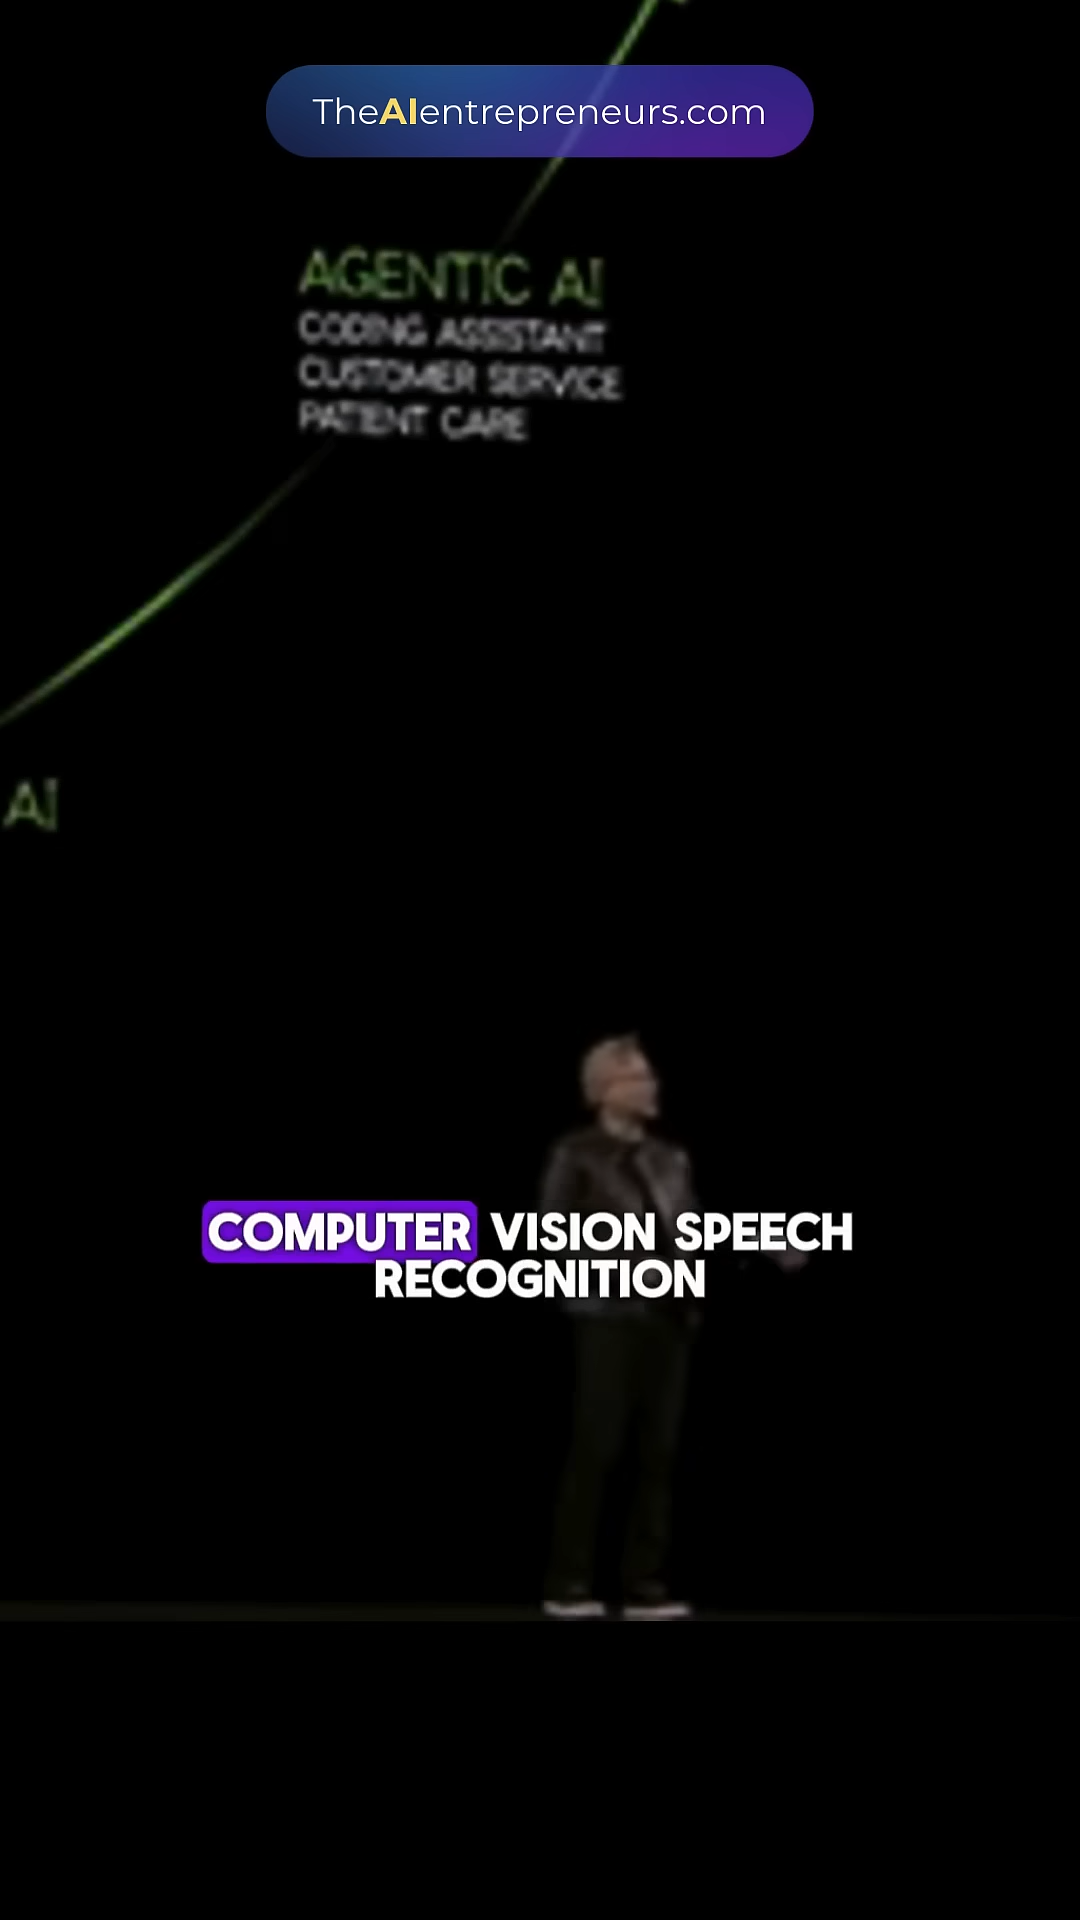 TheAIentrepreneurs.com
AGENTIC AI
CODING ASSISTANT
CUSTOMER SERVICE
PATIENT CARE
AI
COMPUTER VISION SPEECH
RECOGNITION